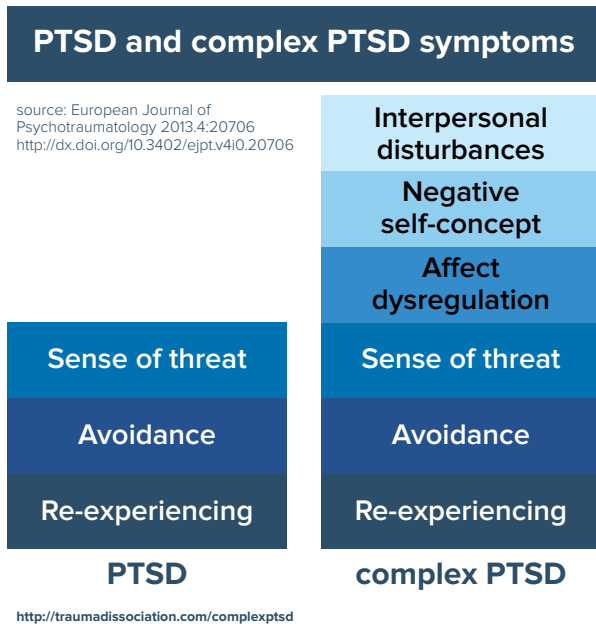 PTSD and complex PTSD symptoms
source: European Journal of
Psychotraumatology 2013.4:20706
http://dx.doi.org/10.3402/ejpt.v4i0.20706
Interpersonal
disturbances
Negative
self-concept
Affect
dysregulation
Sense of threat
Sense of threat
Avoidance
Avoidance
Re-experiencing
Re-experiencing
PTSD
complex PTSD
http://traumadissociation.com/complexptsd